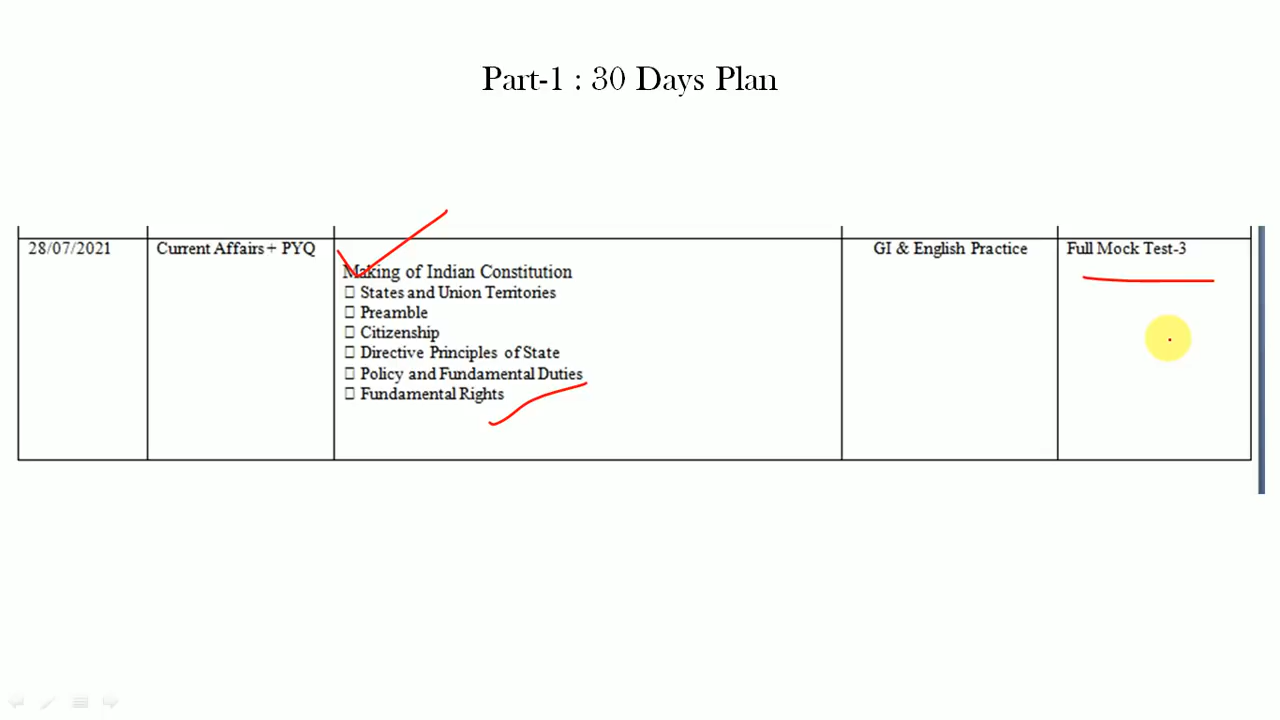 Part-1 : 30 Days Plan
28/07/2021
Current Affairs + PYQ
Making of Indian Constitution
States and Union Territories
Preamble
Citizenship
Directive Principles of State
Policy and Fundamental Duties
Fundamental Rights
GI & English Practice
Full Mock Test-3